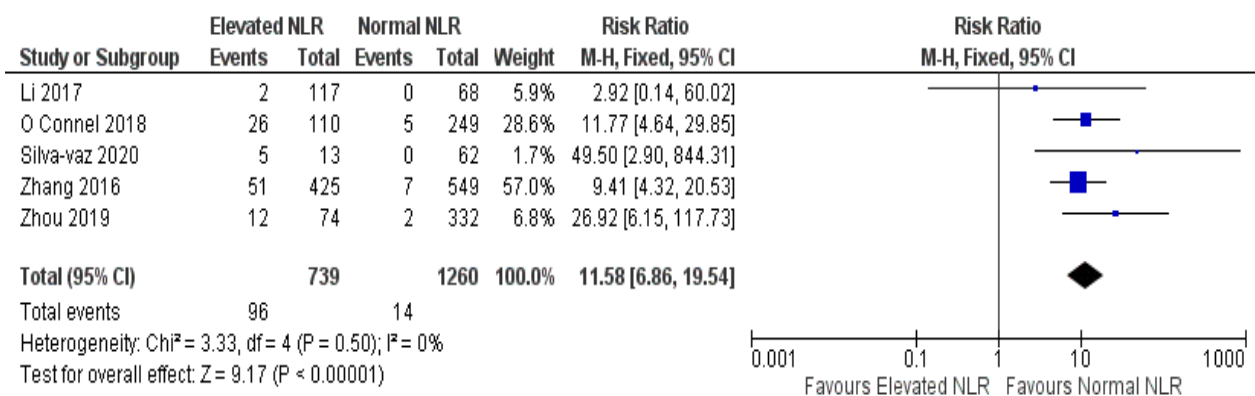 Elevated NLR Normal NLR Risk Ratio Risk Ratio
Study or Subgroup Events Total Events Total Weight M-H, Fixed, 95% CI M-H, Fixed, 95% CI
Li 2017 2 117 0 68 5.9% 2.92 [0.14, 60.02]
O Connel 2018 26 110 5 249 28.6% 11.77 [4.64, 29.85]
Silva-vaz 2020 5 13 0 62 1.7% 49.50 [2.90, 844.31]
Zhang 2016 51 425 7 549 57.0% 9.41 [4.32, 20.53]
Zhou 2019 12 74 2 332 6.8% 26.92 [6.15, 117.73]
Total (95% CI) 739 1260 100.0% 11.58 [6.86, 19.54]
Total events 96 14
Heterogeneity: Chi² = 3.33, df = 4 (P = 0.50); I² = 0%
Test for overall effect: Z = 9.17 (P < 0.00001)
0.001 0.1 1 10 1000
Favours Elevated NLR Favours Normal NLR